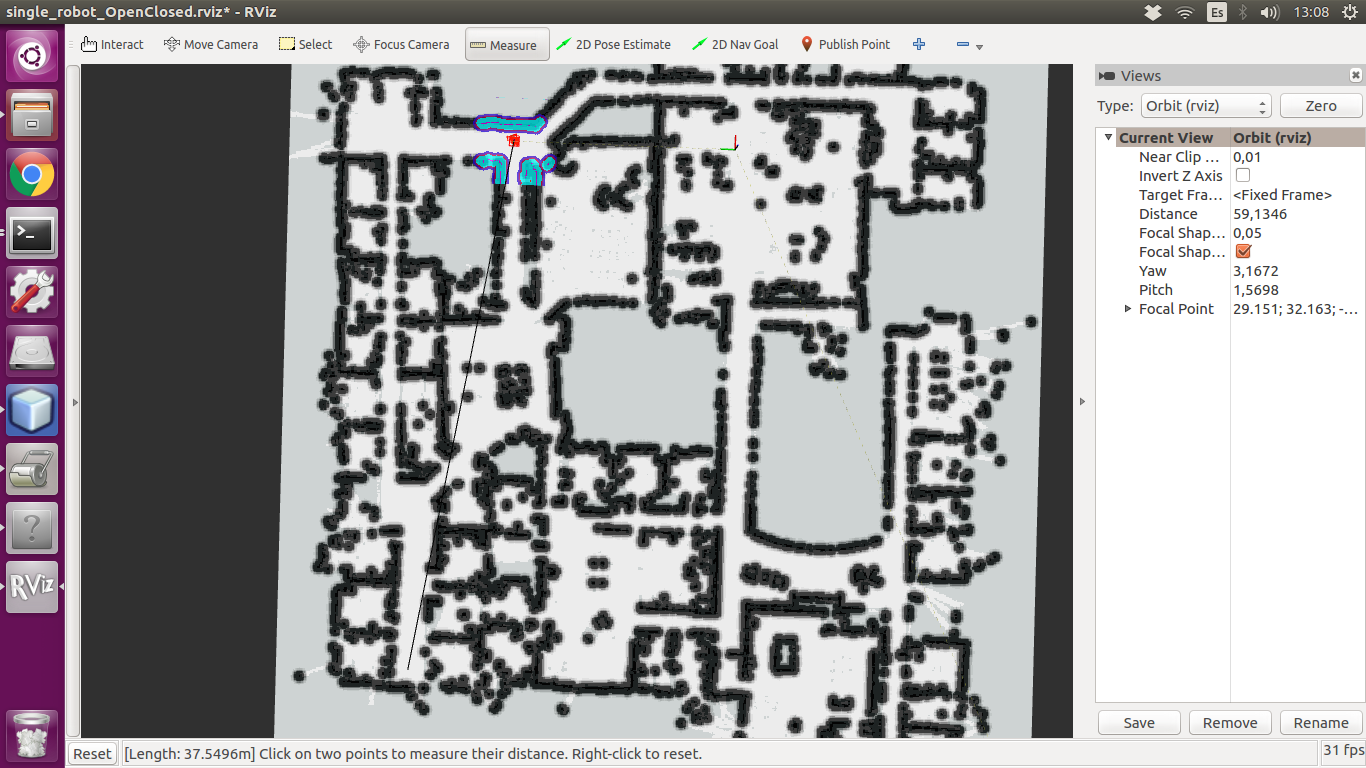 single_robot_OpenClosed.rviz* - RViz
Es
13:08
Interact
Move Camera
Select
Focus Camera
Measure
2D Pose Estimate
2D Nav Goal
Publish Point
Views
Type:
Orbit (rviz)
Zero
Current View
Orbit (rviz)
Near Clip ...
0,01
Invert Z Axis
Target Fra...
<Fixed Frame>
Distance
59,1346
Focal Shap...
0,05
Focal Shap...
Yaw
3,1672
Pitch
1,5698
Focal Point
29.151; 32.163; -...
RViz
Save
Remove
Rename
Reset
[Length: 37.5496m] Click on two points to measure their distance. Right-click to reset.
31 fps